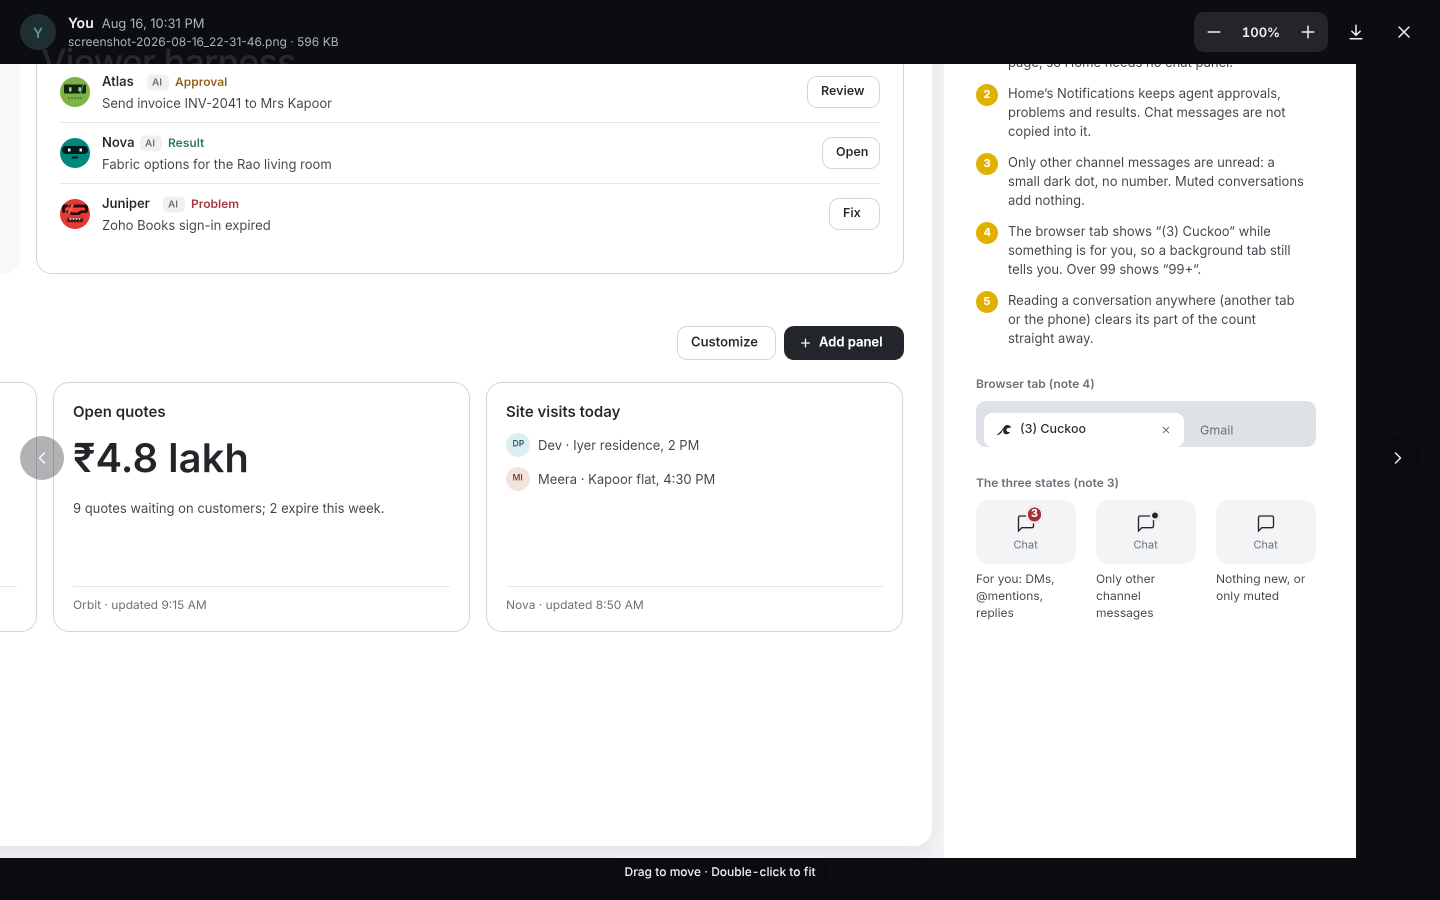 Y
You Aug 16, 10:31 PM
screenshot-2026-08-16_22-31-46.png · 596 KB
Viewer harness
100%
Atlas AI Approval
Send invoice INV-2041 to Mrs Kapoor
Review
Nova AI Result
Fabric options for the Rao living room
Open
Juniper AI Problem
Zoho Books sign-in expired
Fix
Customize
+ Add panel
Open quotes
₹4.8 lakh
9 quotes waiting on customers; 2 expire this week.
Orbit · updated 9:15 AM
Site visits today
DP Dev · Iyer residence, 2 PM
MI Meera · Kapoor flat, 4:30 PM
Nova · updated 8:50 AM
page, so Home needs no chat panel.
2 Home’s Notifications keeps agent approvals,
problems and results. Chat messages are not
copied into it.
3 Only other channel messages are unread: a
small dark dot, no number. Muted conversations
add nothing.
4 The browser tab shows “(3) Cuckoo” while
something is for you, so a background tab still
tells you. Over 99 shows “99+”.
5 Reading a conversation anywhere (another tab
or the phone) clears its part of the count
straight away.
Browser tab (note 4)
(3) Cuckoo × Gmail
The three states (note 3)
3
Chat
Chat
Chat
For you: DMs,
@mentions,
replies
Only other
channel
messages
Nothing new, or
only muted
Drag to move · Double-click to fit